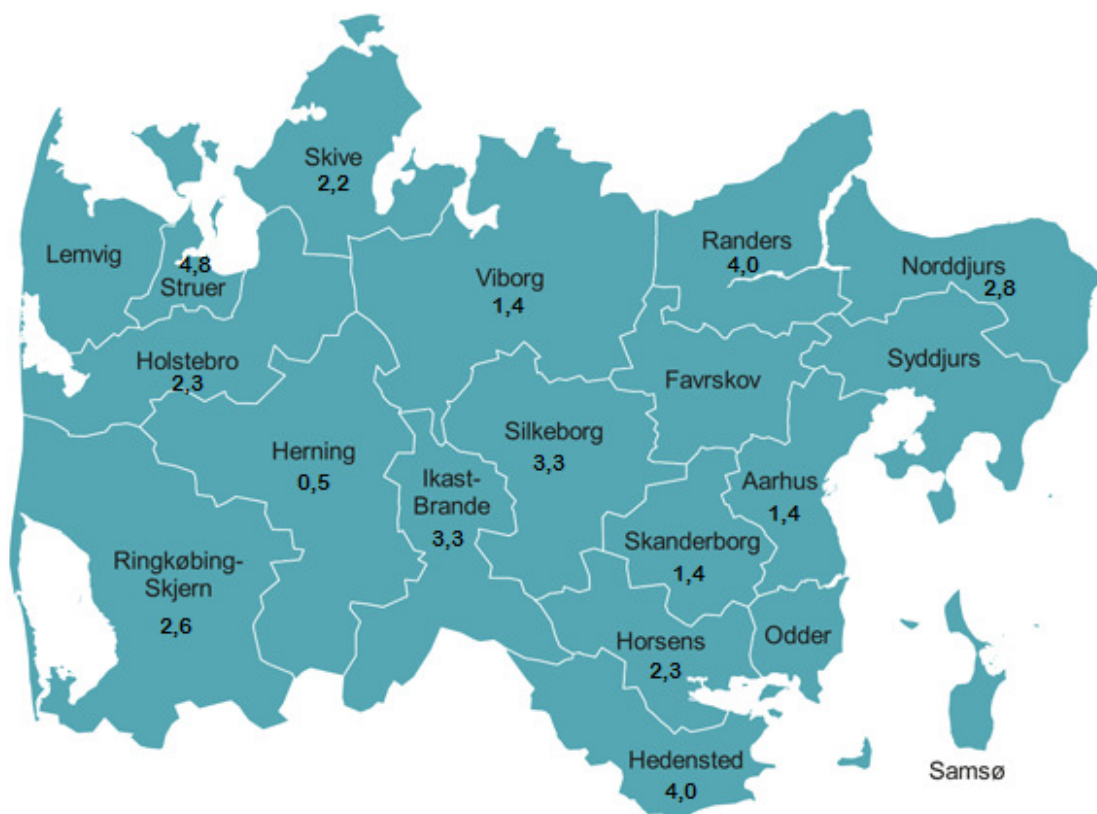 Skive
2,2
Lemvig
4,8
Struer
Viborg
1,4
Randers
4,0
Norddjurs
2,8
Holstebro
2,3
Favrskov
Syddjurs
Herning
0,5
Silkeborg
3,3
Ikast-
Brande
3,3
Aarhus
1,4
Skanderborg
1,4
Ringkøbing-
Skjern
2,6
Horsens
2,3
Odder
Hedensted
4,0
Samsø